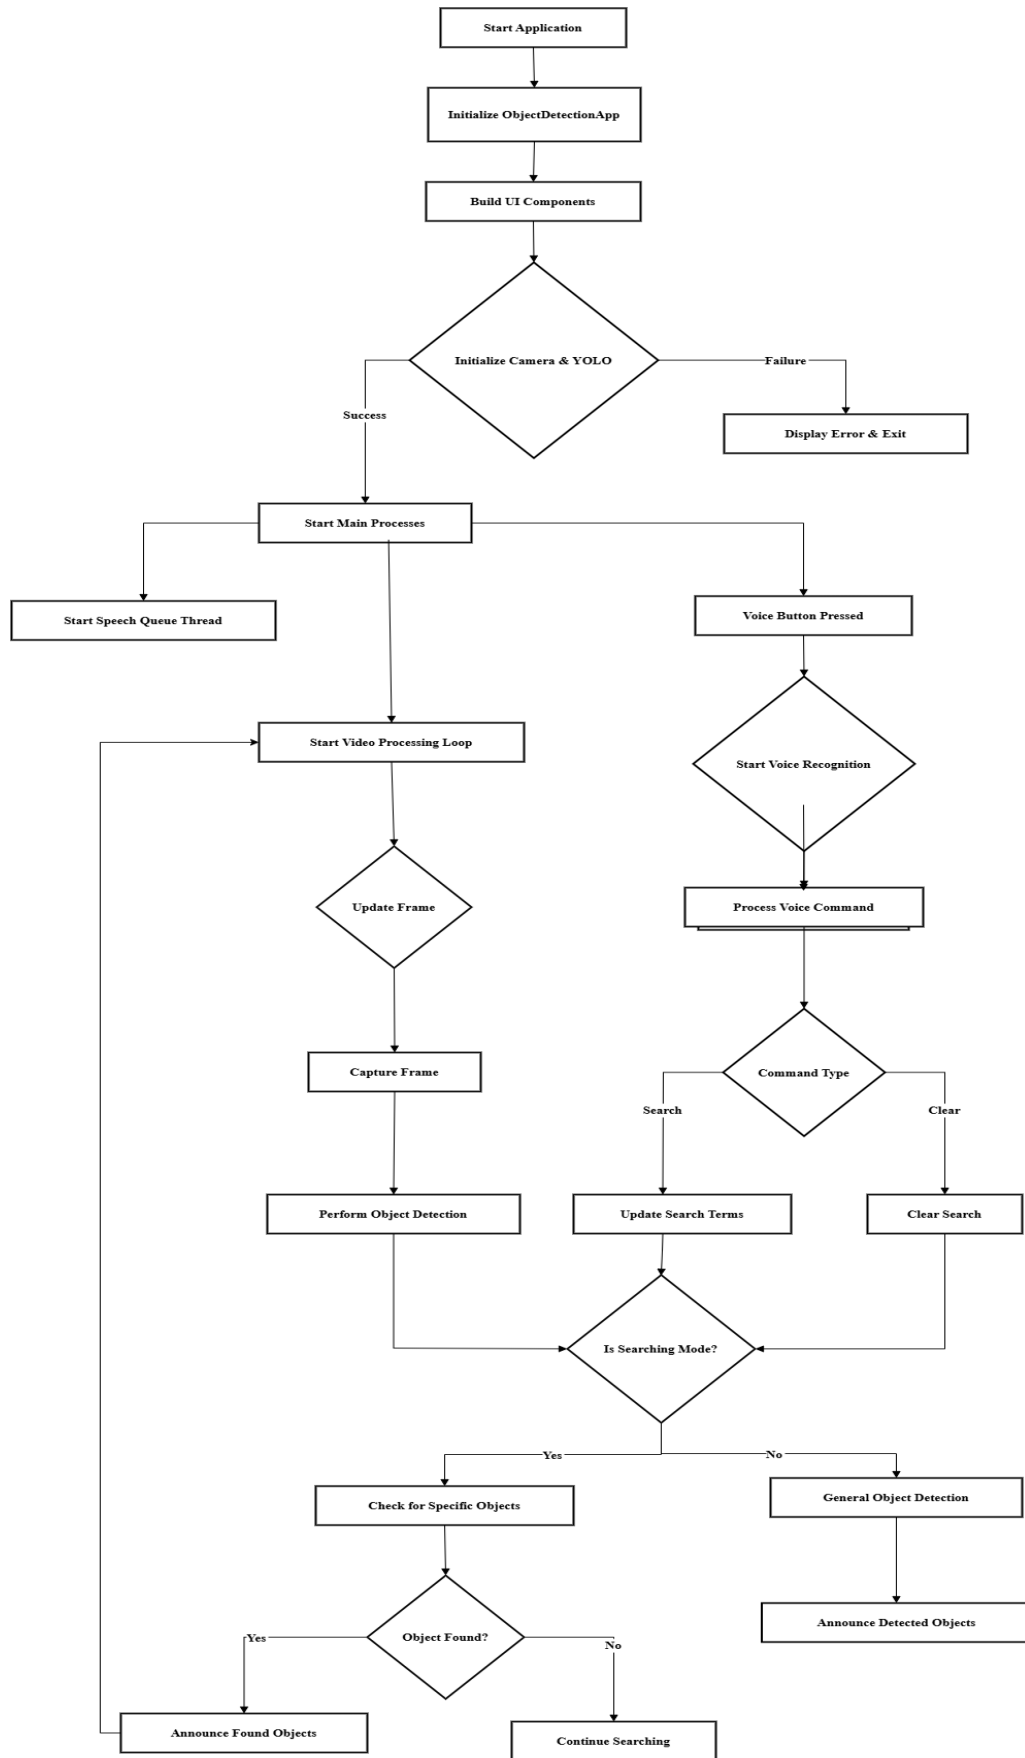 Start Application
Initialize ObjectDetectionApp
Build UI Components
Initialize Camera & YOLO
Failure
Success
Display Error & Exit
Start Main Processes
Start Speech Queue Thread
Voice Button Pressed
Start Video Processing Loop
Start Voice Recognition
Update Frame
Process Voice Command
Capture Frame
Command Type
Search
Clear
Perform Object Detection
Update Search Terms
Clear Search
Is Searching Mode?
Yes
No
Check for Specific Objects
General Object Detection
Announce Detected Objects
Object Found?
Yes
No
Announce Found Objects
Continue Searching